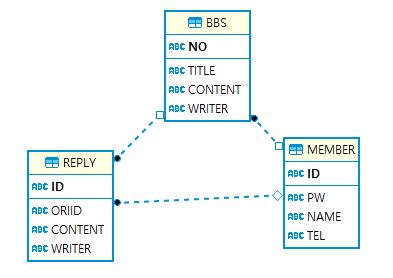 BBS
ABC NO
ABC TITLE
ABC CONTENT
ABC WRITER
REPLY
ABC ID
ABC ORIID
ABC CONTENT
ABC WRITER
MEMBER
ABC ID
ABC PW
ABC NAME
ABC TEL